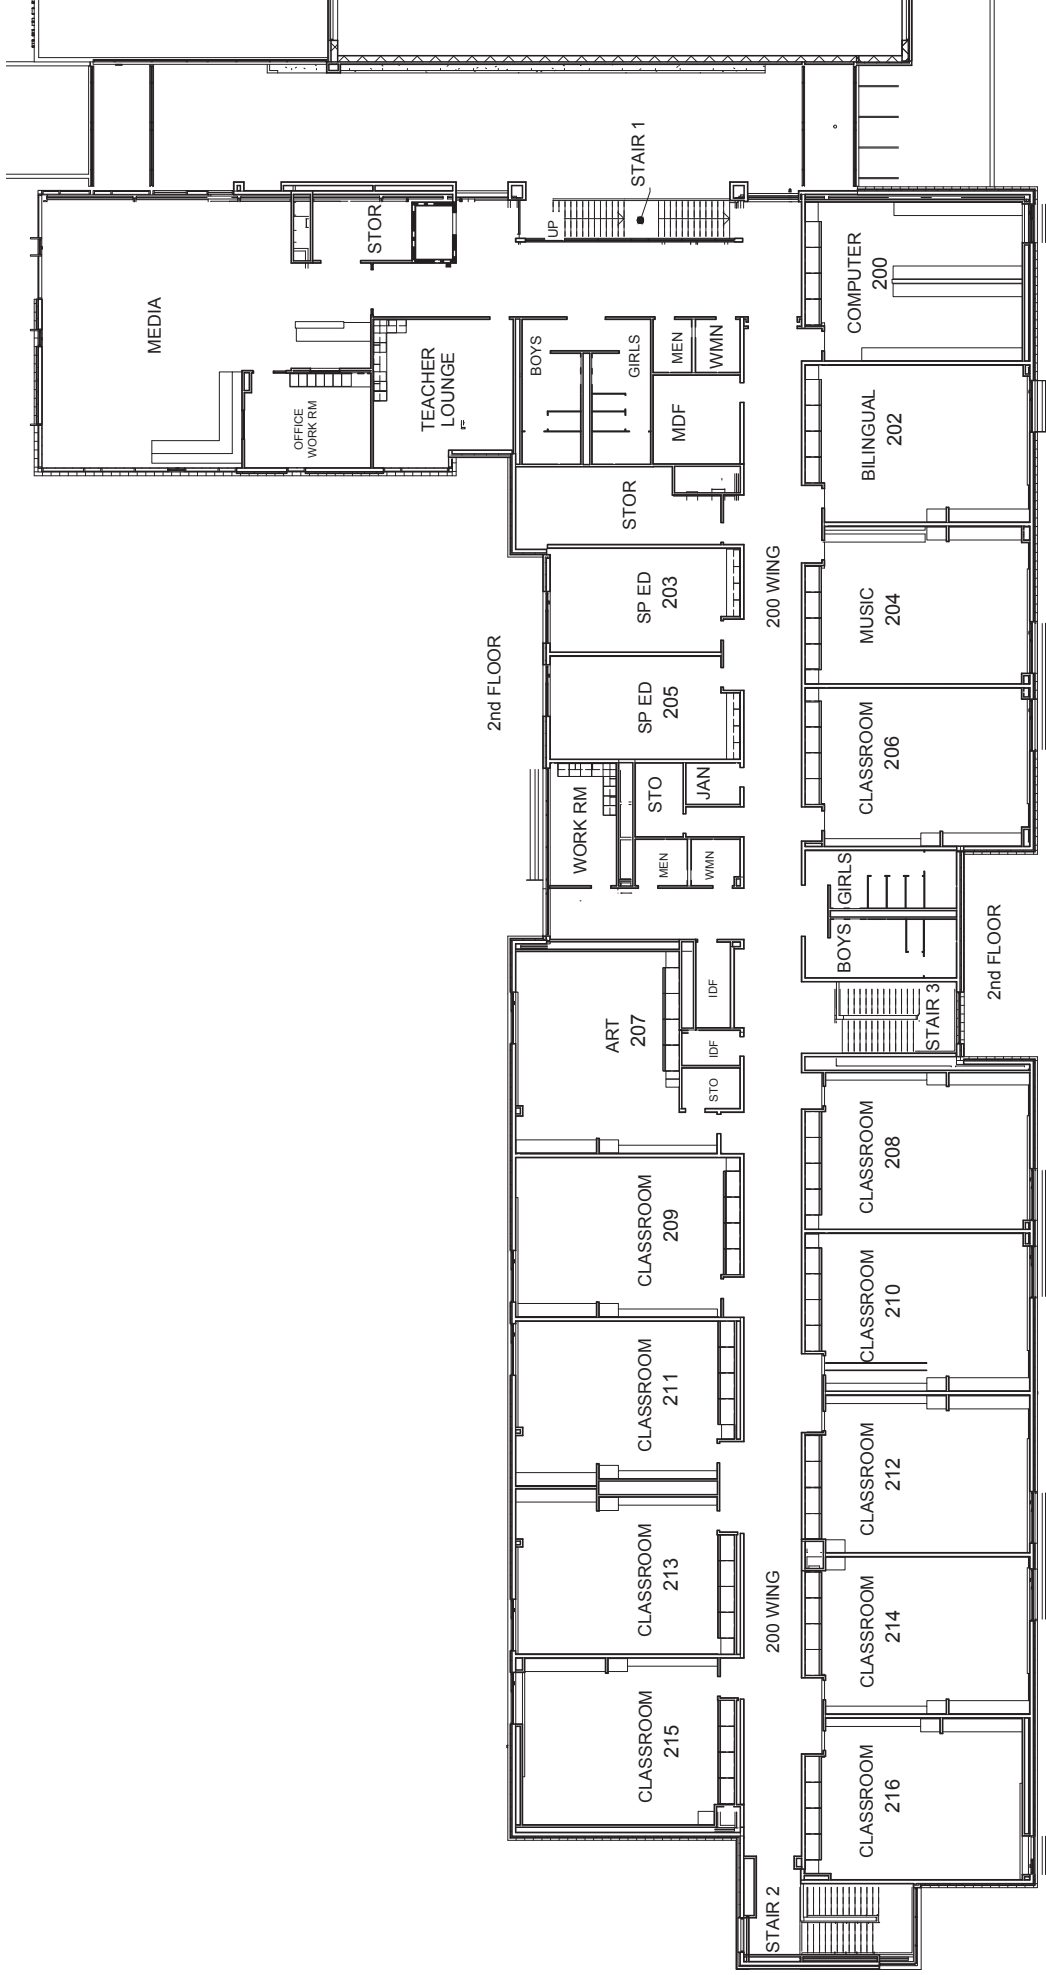 STAIR 1
UP
STOR
MEDIA
COMPUTER
200
OFFICE
WORK RM
TEACHER
LOUNGE
BOYS
GIRLS
MEN
WMN
MDF
BILINGUAL
202
STOR
200 WING
SP ED
203
MUSIC
204
2nd FLOOR
SP ED
205
CLASSROOM
206
WORK RM
STO
JAN
MEN
WMN
GIRLS
BOYS
2nd FLOOR
STAIR 3
ART
207
IDF
IDF
STO
CLASSROOM
208
CLASSROOM
209
CLASSROOM
210
CLASSROOM
211
CLASSROOM
212
CLASSROOM
213
200 WING
CLASSROOM
214
CLASSROOM
215
CLASSROOM
216
STAIR 2